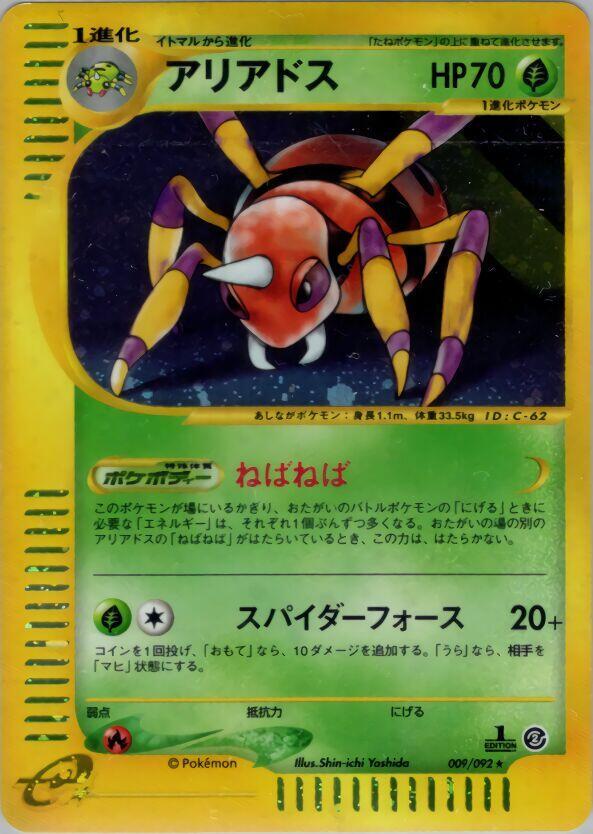 1進化
イトマルから進化
「たねポケモン」の上に重ねて進化させます。
アリアドス
HP70
1進化ポケモン
あしながポケモン：身長1.1m、体重33.5kg ID:C-62
特殊体質
ポケボディー
ねばねば
このポケモンが場にいるかぎり、おたがいのバトルポケモンの「にげる」ときに
必要な「エネルギー」は、それぞれ1個ぶんずつ多くなる。おたがいの場の別の
アリアドスの「ねばねば」がはたらいているとき、この力は、はたらかない。
スパイダーフォース 20+
コインを1回投げ、「おもて」なら、10ダメージを追加する。「うら」なら、相手を
「マヒ」状態にする。
弱点 抵抗力 にげる
1
EDITION
© Pokémon Illus.Shin-ichi Yoshida 009/092 ★
e